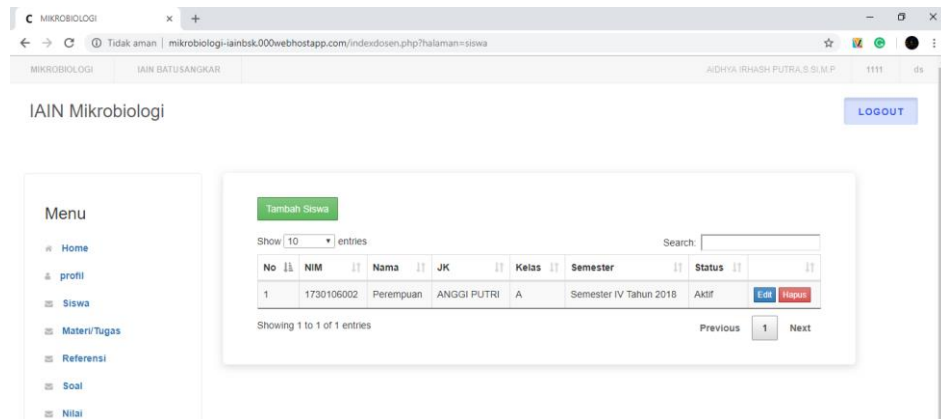 MIKROBIOLOGI
Tidak aman | mikrobiologi-iainbsk.000webhostapp.com/indexdosen.php?halaman=siswa
MIKROBIOLOGI IAIN BATUSANGKAR AIDHYA IRHASH PUTRA,S.SI,M.P 1111 ds
IAIN Mikrobiologi LOGOUT
Menu
Home
profil
Siswa
Materi/Tugas
Referensi
Soal
Nilai
Tambah Siswa
Show 10 entries Search:
No NIM Nama JK Kelas Semester Status
1 1730106002 Perempuan ANGGI PUTRI A Semester IV Tahun 2018 Aktif Edit Hapus
Showing 1 to 1 of 1 entries Previous 1 Next